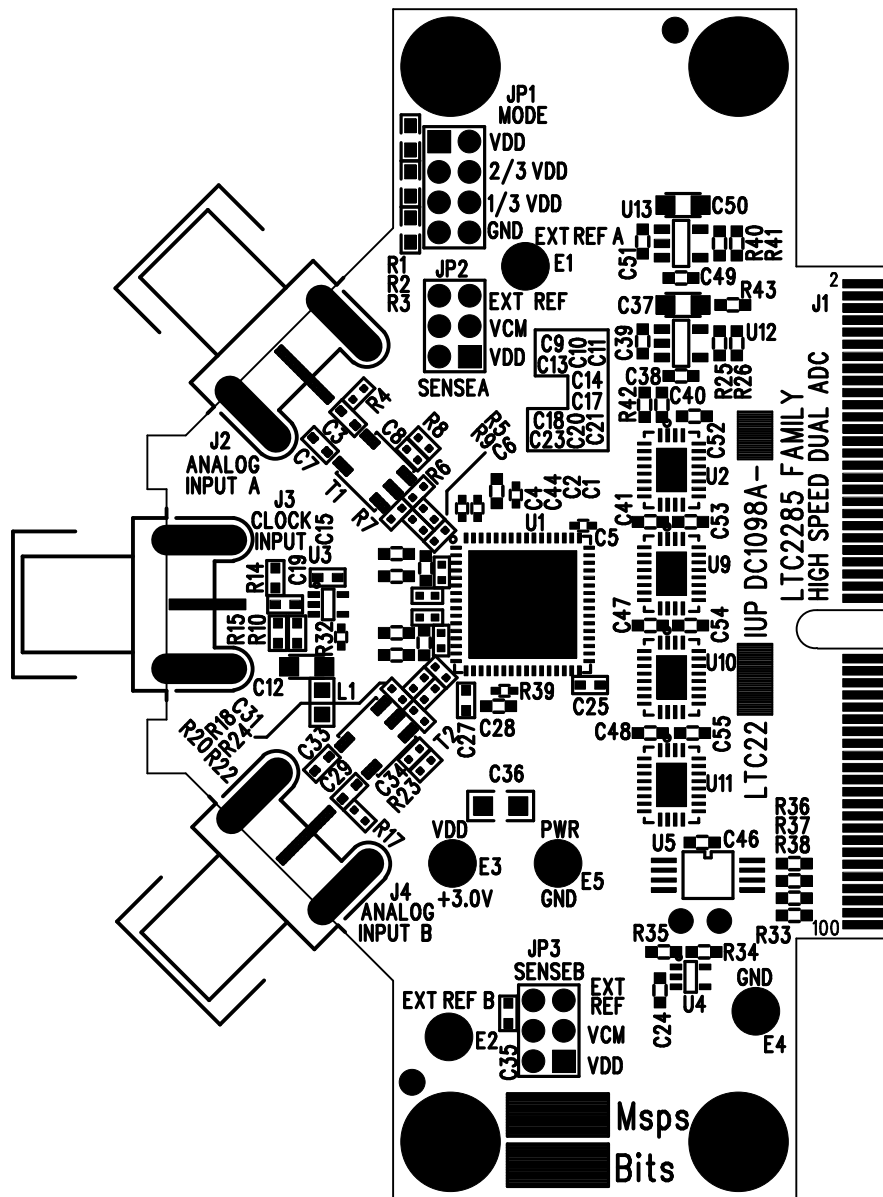 JP1
MODE
VDD
2/3 VDD
1/3 VDD
GND
EXT REF A
E1
R1
R2
R3
JP2
EXT REF
VCM
VDD
SENSEA
U13
C50
C51
R40
R41
C49
C37
R43
C39
U12
C38
R25
R26
R42
C40
2
J1
C9
C10
C11
C13
C14
C17
C18
C20
C21
C23
R4
C3
C7
C8
R8
T1
R6
R7
R5
R9
C6
J2
ANALOG
INPUT A
J3
CLOCK
INPUT
C15
U3
C19
R14
R15
R10
R32
C12
L1
C4
C44
C2
C1
U1
C5
C52
U2
C41
C53
U9
C47
C54
U10
C48
C55
U11
IUP DC1098A-
LTC22
LTC2285 FAMILY
HIGH SPEED DUAL ADC
R39
C25
C28
C27
R18
C31
R20
R24
R22
C33
C29
C34
T2
R23
R17
C36
VDD
E3
+3.0V
PWR
E5
GND
J4
ANALOG
INPUT B
U5
C46
R36
R37
R38
R33
100
R35
R34
U4
C24
GND
E4
JP3
SENSEB
EXT
REF
VCM
VDD
EXT REF B
E2
C35
Msps
Bits